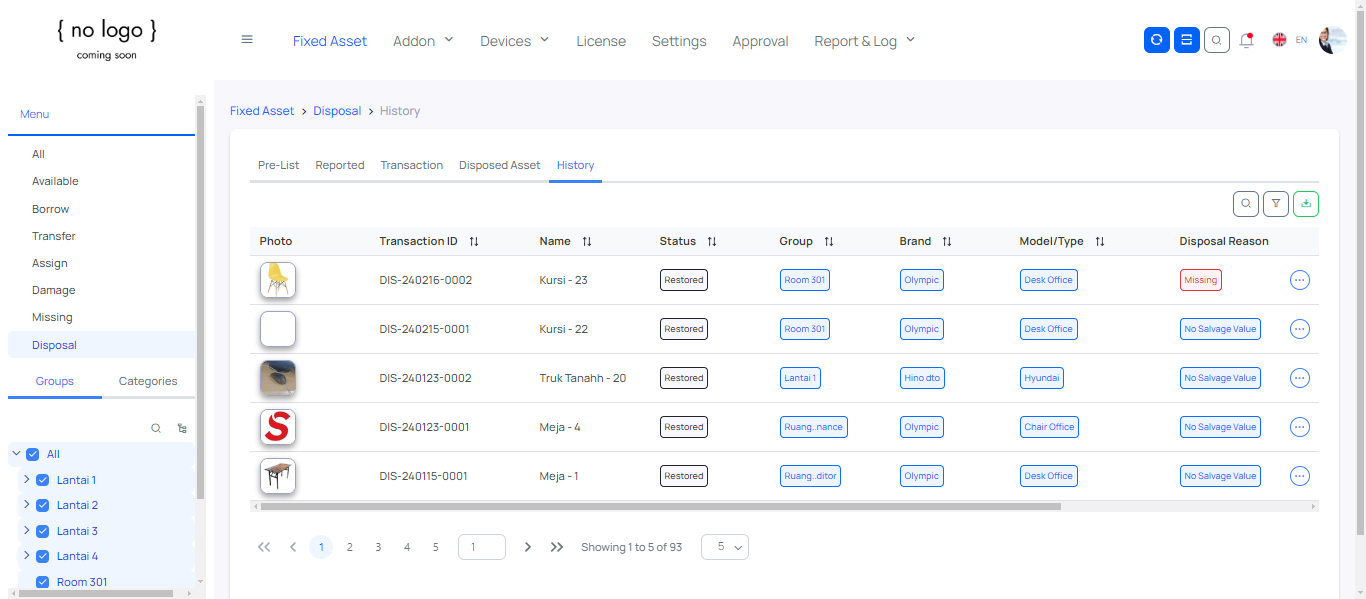 { no logo }
coming soon
Fixed Asset Addon Devices License Settings Approval Report & Log EN
Menu
All
Available
Borrow
Transfer
Assign
Damage
Missing
Disposal
Groups Categories
All
Lantai 1
Lantai 2
Lantai 3
Lantai 4
Room 301
Fixed Asset > Disposal > History
Pre-List Reported Transaction Disposed Asset History
Photo Transaction ID Name Status Group Brand Model/Type Disposal Reason
DIS-240216-0002 Kursi - 23 Restored Room 301 Olympic Desk Office Missing
DIS-240215-0001 Kursi - 22 Restored Room 301 Olympic Desk Office No Salvage Value
DIS-240123-0002 Truk Tanahh - 20 Restored Lantai 1 Hino dto Hyundai No Salvage Value
S DIS-240123-0001 Meja - 4 Restored Ruang..nance Olympic Chair Office No Salvage Value
DIS-240115-0001 Meja - 1 Restored Ruang..ditor Olympic Desk Office No Salvage Value
1 2 3 4 5 1 Showing 1 to 5 of 93 5